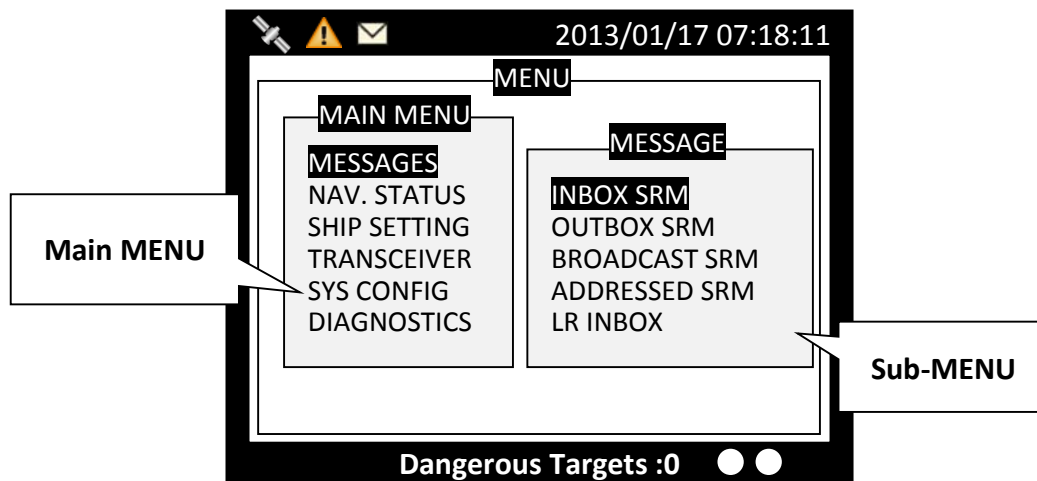 2013/01/17 07:18:11
MENU
MAIN MENU
MESSAGES
NAV. STATUS
SHIP SETTING
TRANSCEIVER
SYS CONFIG
DIAGNOSTICS
MESSAGE
INBOX SRM
OUTBOX SRM
BROADCAST SRM
ADDRESSED SRM
LR INBOX
Main MENU
Sub-MENU
Dangerous Targets :0